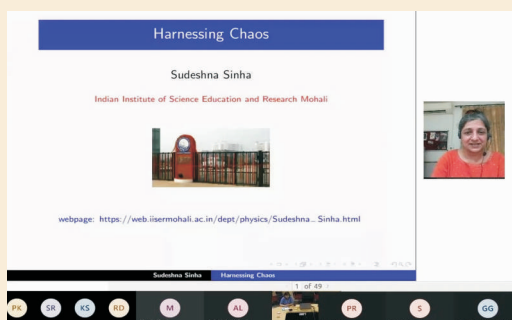 Harnessing Chaos
Sudeshna Sinha
Indian Institute of Science Education and Research Mohali
webpage: https://web.iisermohali.ac.in/dept/physics/Sudeshna_Sinha.html
Sudeshna Sinha Harnessing Chaos
1 of 49
PK SR KS RD M AL PR S GG